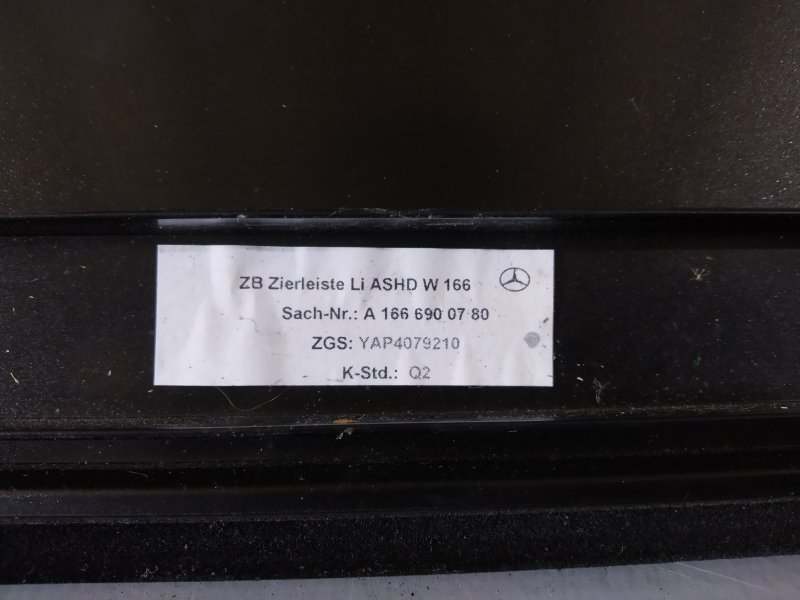 ZB Zierleiste Li ASHD W 166
Sach-Nr.: A 166 690 07 80
ZGS: YAP4079210
K-Std.: Q2